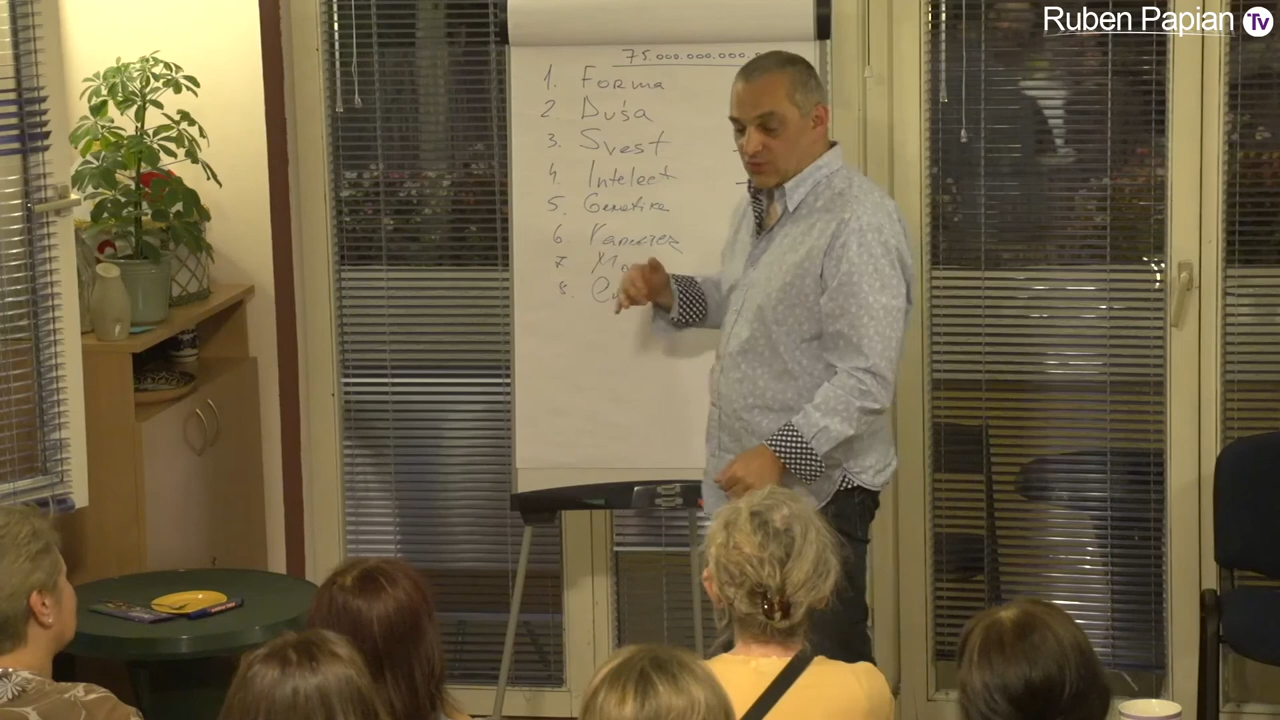 Ruben Papian Tv
75.000.000.000.
1. Forma
2. Duša
3. Svest
4. Intelect
5. Genetika
6 Karakter
7
8.